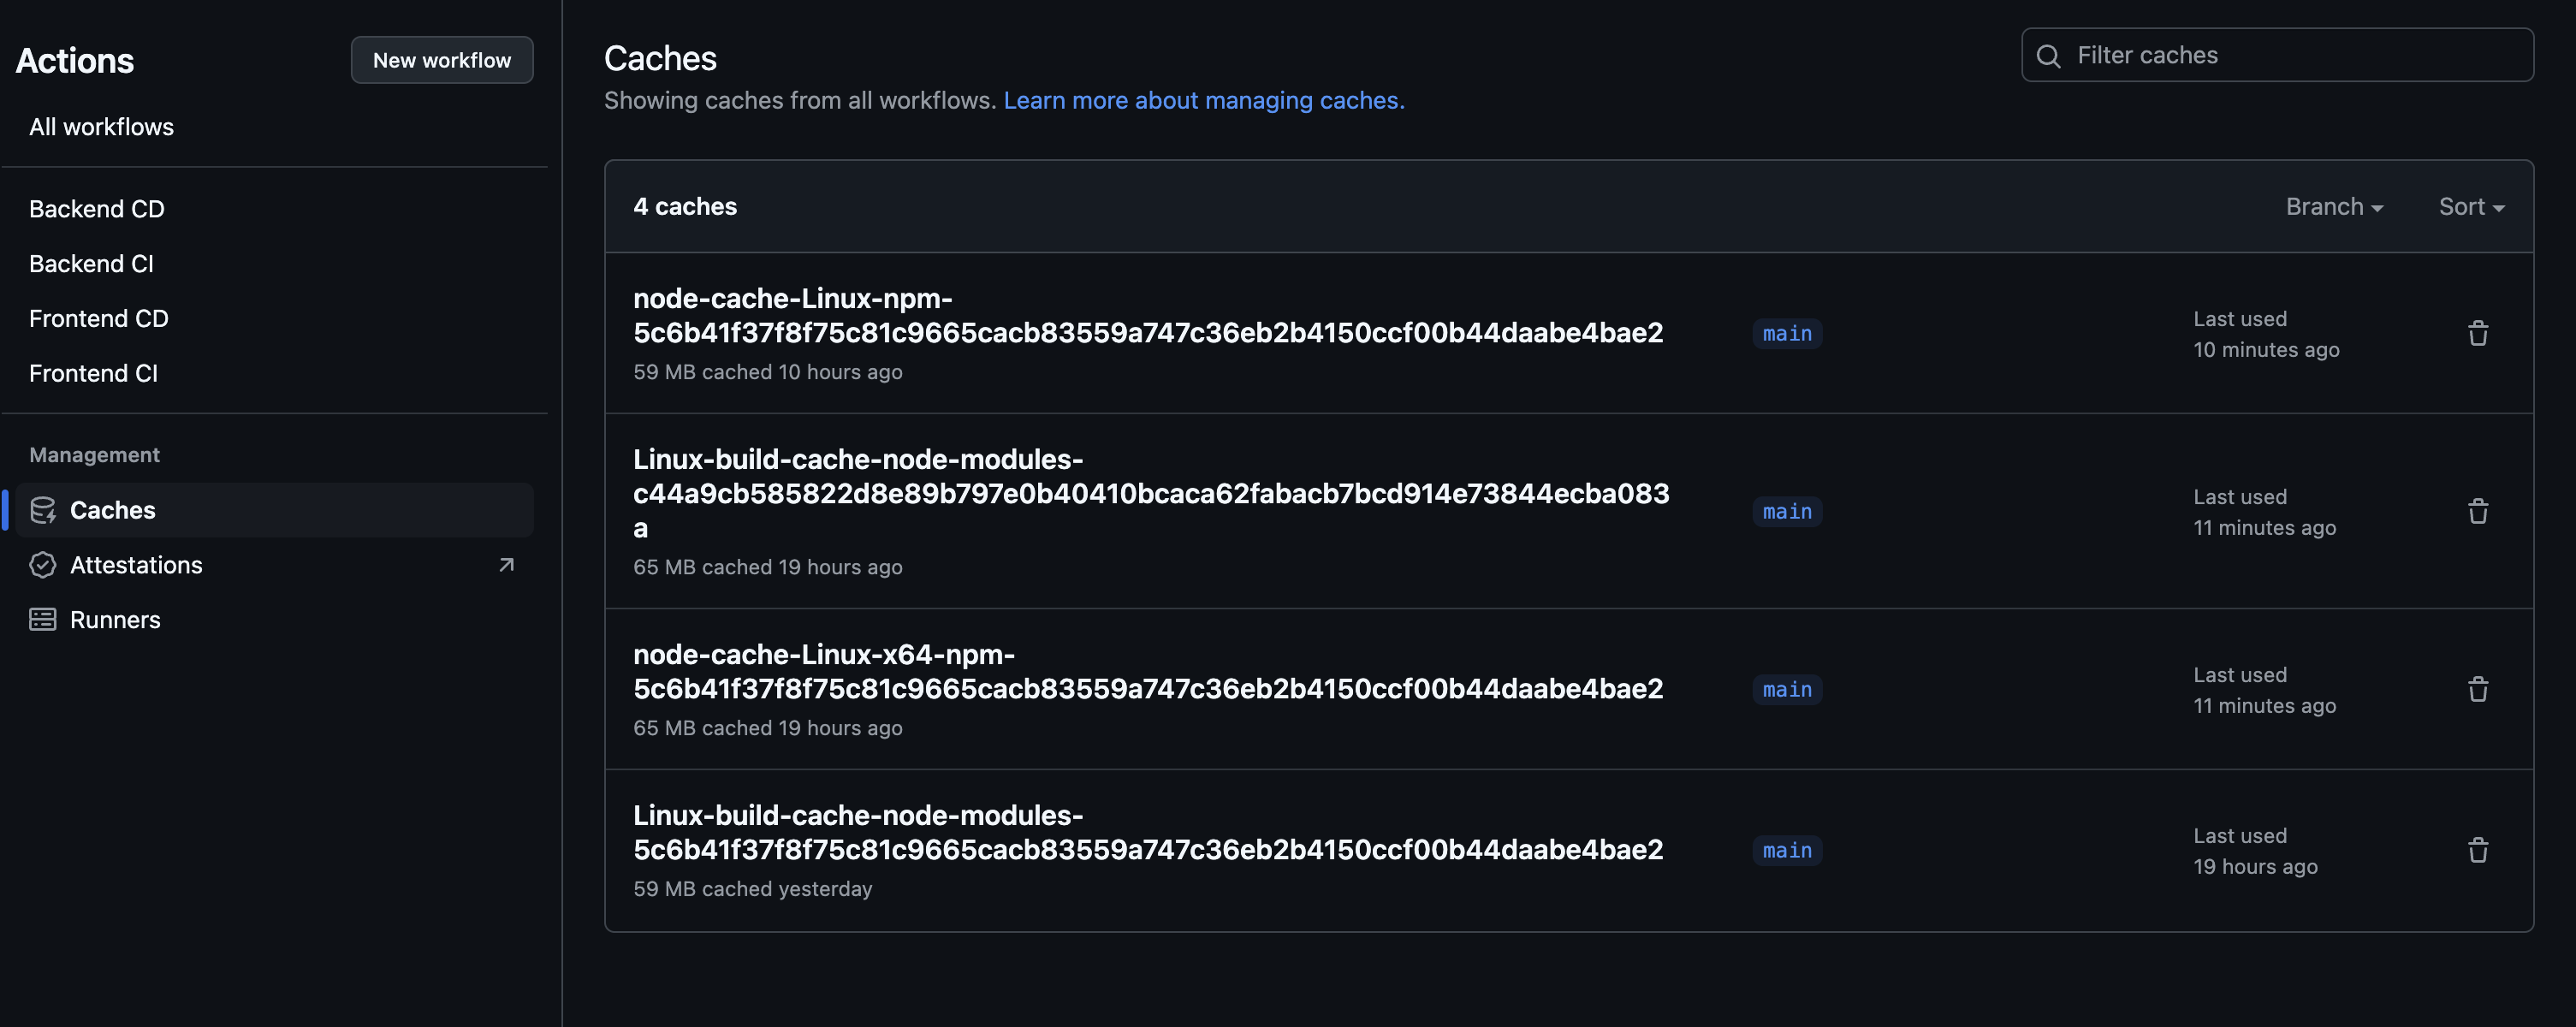 Actions
New workflow
All workflows
Backend CD
Backend CI
Frontend CD
Frontend CI
Management
Caches
Attestations
Runners
Caches
Showing caches from all workflows. Learn more about managing caches.
Filter caches
4 caches
Branch
Sort
node-cache-Linux-npm-
5c6b41f37f8f75c81c9665cacb83559a747c36eb2b4150ccf00b44daabe4bae2
59 MB cached 10 hours ago
main
Last used
10 minutes ago
Linux-build-cache-node-modules-
c44a9cb585822d8e89b797e0b40410bcaca62fabacb7bcd914e73844ecba083
a
65 MB cached 19 hours ago
main
Last used
11 minutes ago
node-cache-Linux-x64-npm-
5c6b41f37f8f75c81c9665cacb83559a747c36eb2b4150ccf00b44daabe4bae2
65 MB cached 19 hours ago
main
Last used
11 minutes ago
Linux-build-cache-node-modules-
5c6b41f37f8f75c81c9665cacb83559a747c36eb2b4150ccf00b44daabe4bae2
59 MB cached yesterday
main
Last used
19 hours ago